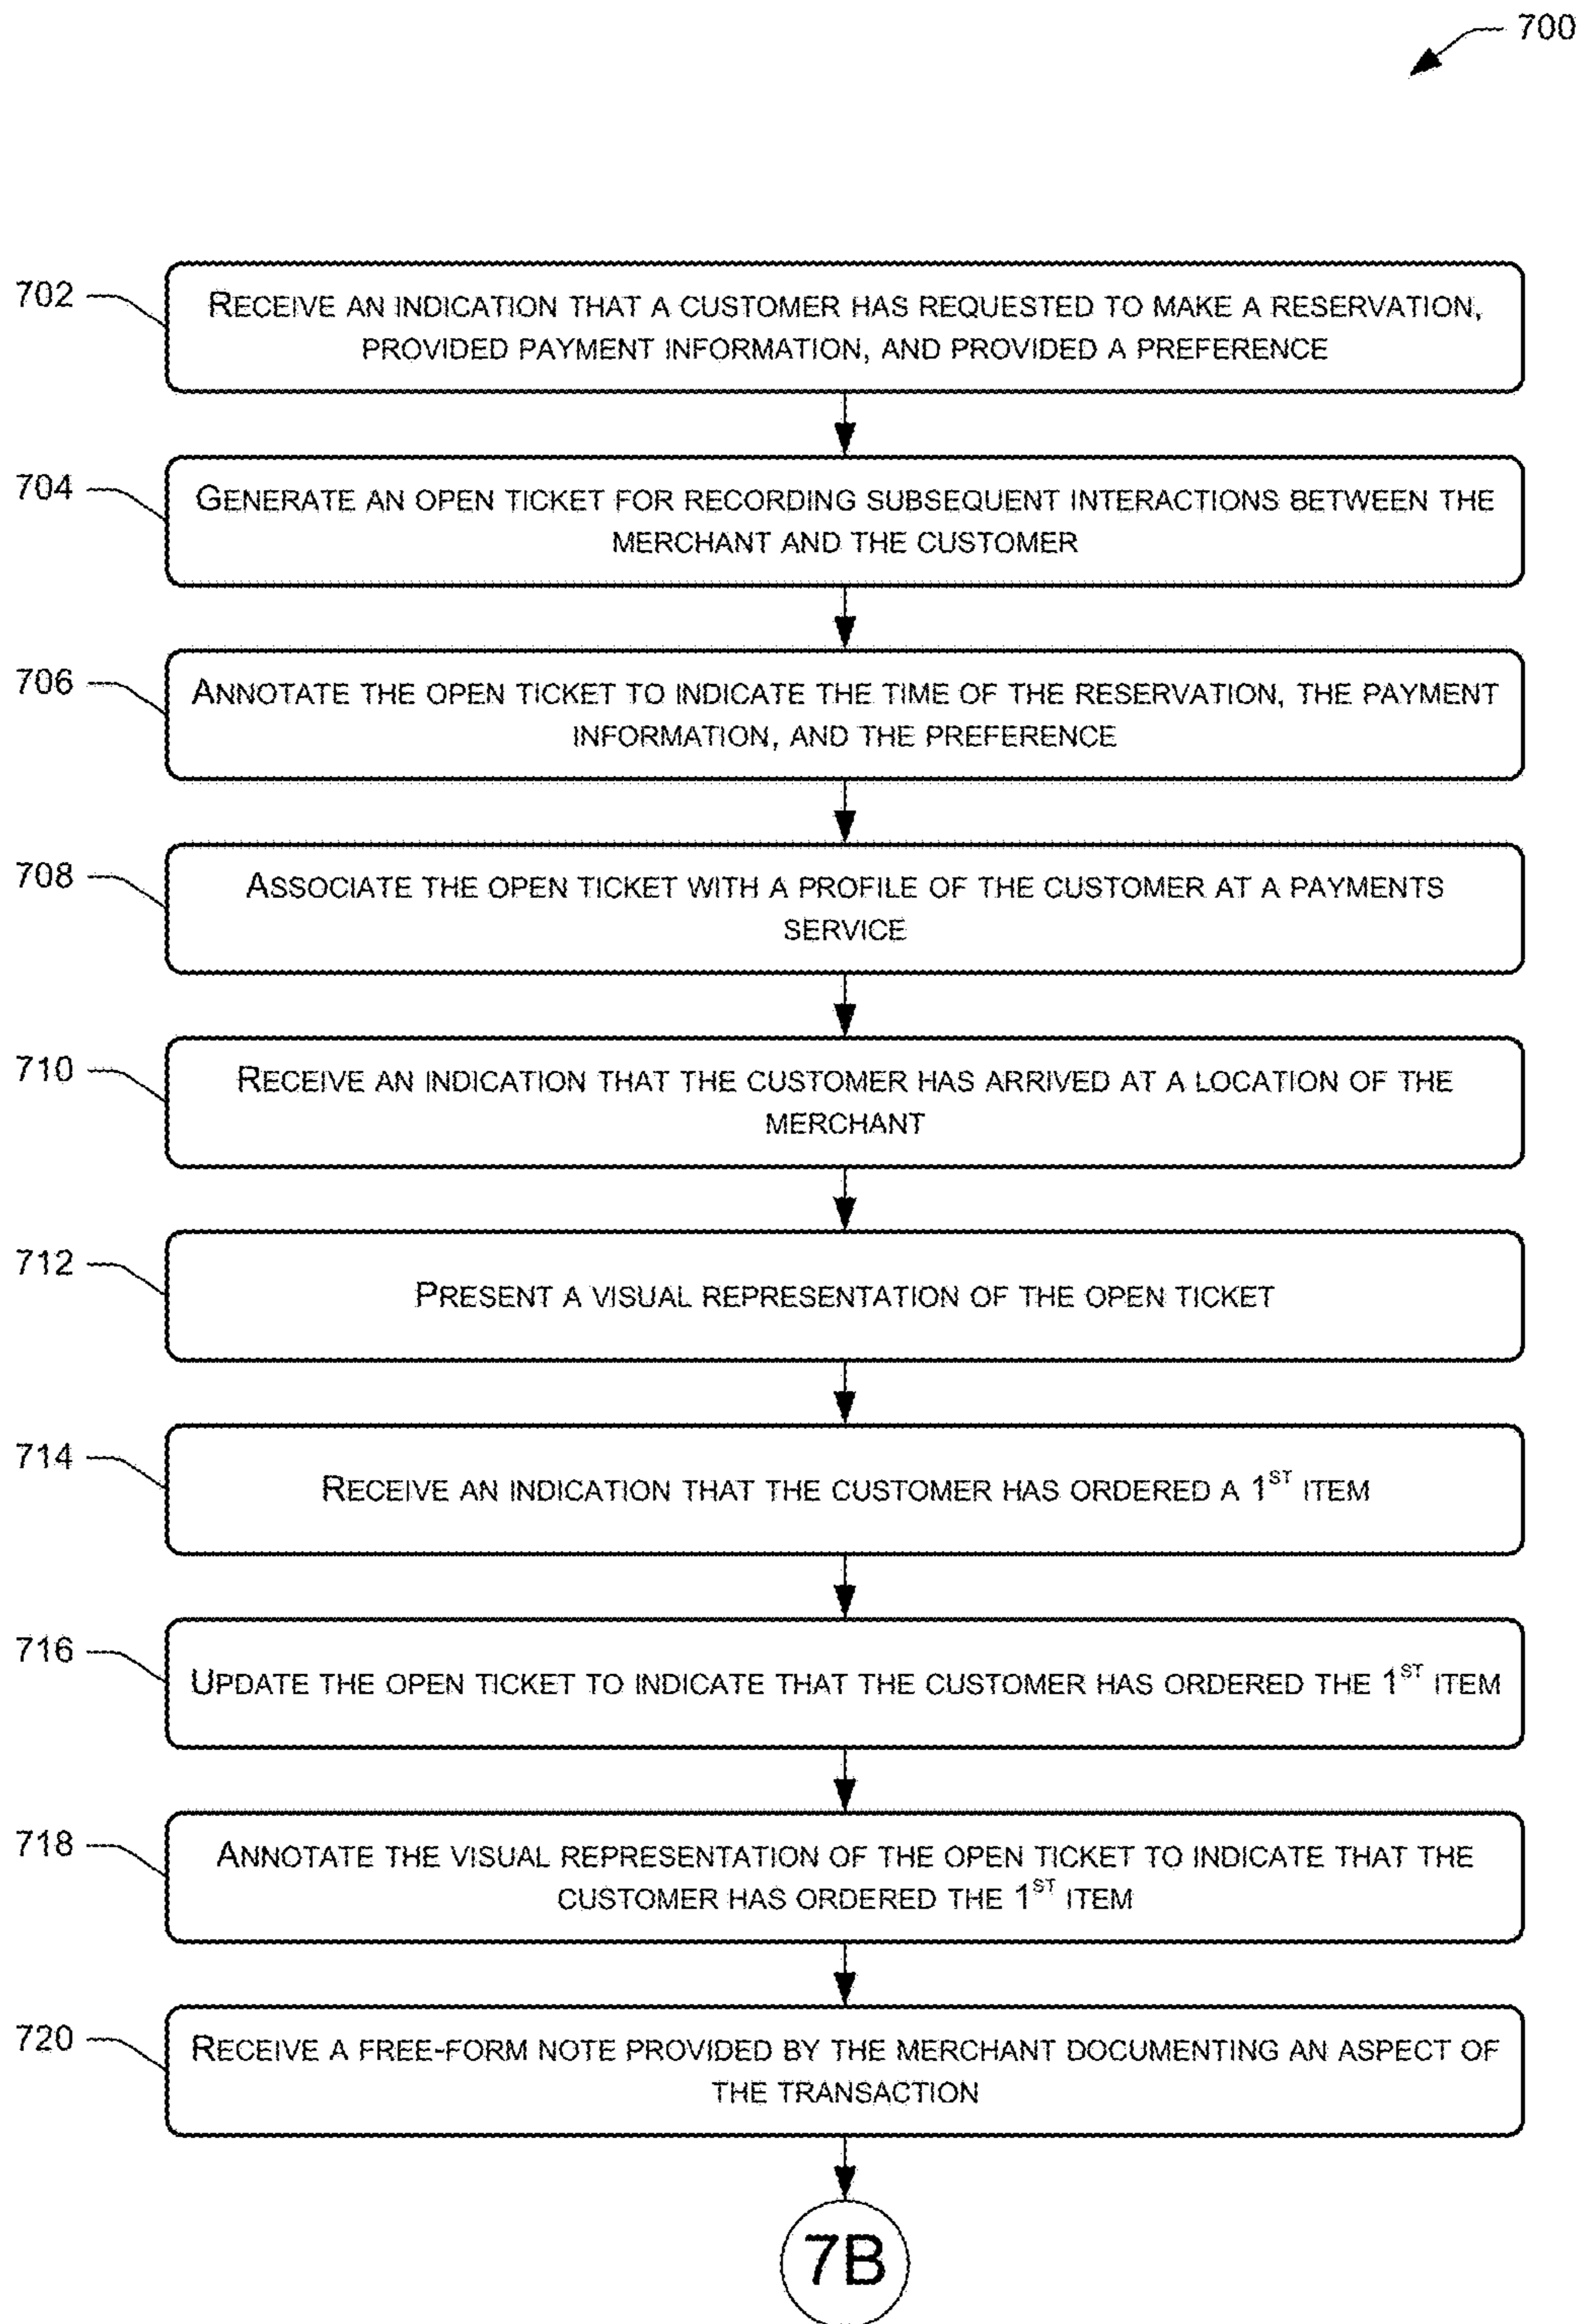 700
702
RECEIVE AN INDICATION THAT A CUSTOMER HAS REQUESTED TO MAKE A RESERVATION,
PROVIDED PAYMENT INFORMATION, AND PROVIDED A PREFERENCE
704
GENERATE AN OPEN TICKET FOR RECORDING SUBSEQUENT INTERACTIONS BETWEEN THE
MERCHANT AND THE CUSTOMER
706
ANNOTATE THE OPEN TICKET TO INDICATE THE TIME OF THE RESERVATION, THE PAYMENT
INFORMATION, AND THE PREFERENCE
708
ASSOCIATE THE OPEN TICKET WITH A PROFILE OF THE CUSTOMER AT A PAYMENTS
SERVICE
710
RECEIVE AN INDICATION THAT THE CUSTOMER HAS ARRIVED AT A LOCATION OF THE
MERCHANT
712
PRESENT A VISUAL REPRESENTATION OF THE OPEN TICKET
714
RECEIVE AN INDICATION THAT THE CUSTOMER HAS ORDERED A 1ST ITEM
716
UPDATE THE OPEN TICKET TO INDICATE THAT THE CUSTOMER HAS ORDERED THE 1ST ITEM
718
ANNOTATE THE VISUAL REPRESENTATION OF THE OPEN TICKET TO INDICATE THAT THE
CUSTOMER HAS ORDERED THE 1ST ITEM
720
RECEIVE A FREE-FORM NOTE PROVIDED BY THE MERCHANT DOCUMENTING AN ASPECT OF
THE TRANSACTION
7B